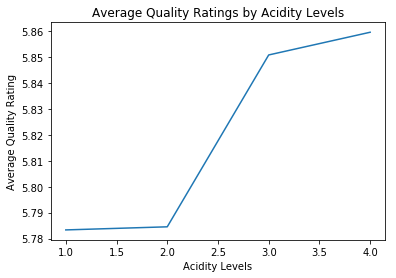 Average Quality Ratings by Acidity Levels
5.86
5.85
5.84
5.83
5.82
5.81
5.80
5.79
5.78
Average Quality Rating
1.0 1.5 2.0 2.5 3.0 3.5 4.0
Acidity Levels